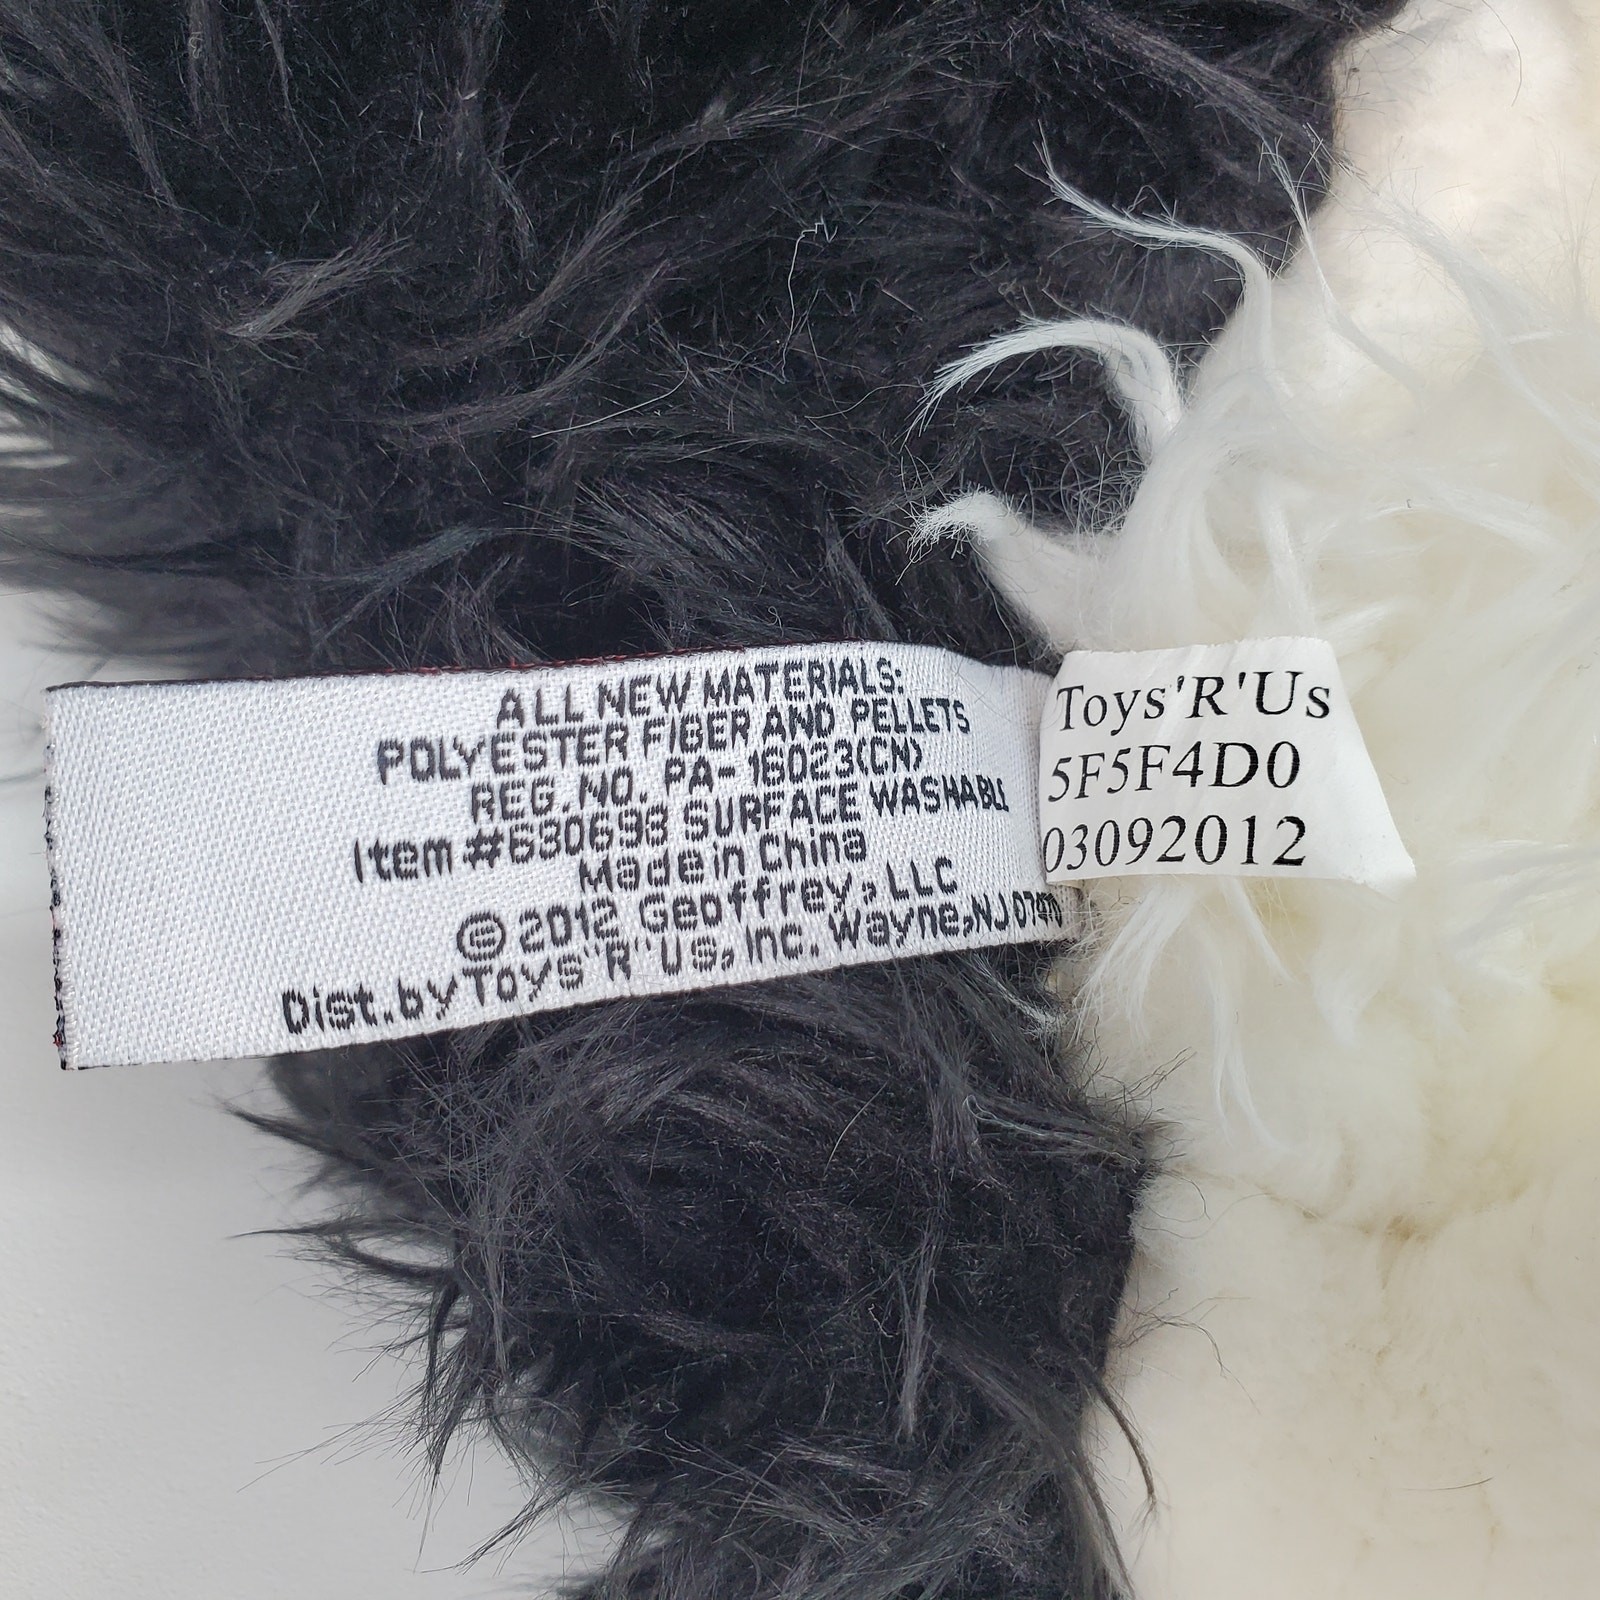 ALL NEW MATERIALS:
POLYESTER FIBER AND PELLETS
REG. NO. PA-16023(CN)
Item #630698 SURFACE WASHABLE
Made in China
© 2012 Geoffrey, LLC
Dist. by Toys"R"Us, Inc. Wayne, NJ 07470
Toys'R'Us
5F5F4D0
03092012